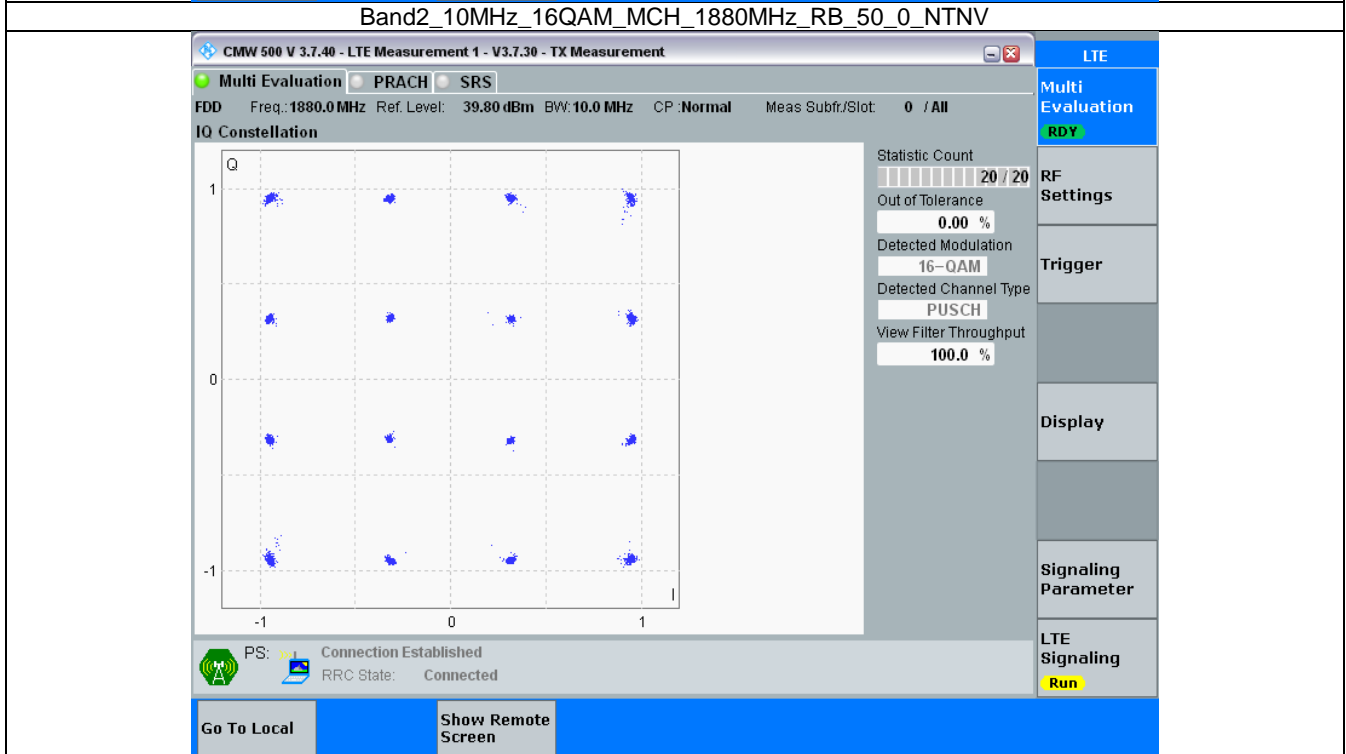 Band2_10MHz_16QAM_MCH_1880MHz_RB_50_0_NTNV
CMW 500 V 3.7.40 - LTE Measurement 1 - V3.7.30 - TX Measurement
LTE
Multi Evaluation PRACH SRS
FDD Freq.: 1880.0 MHz Ref. Level: 39.80 dBm BW: 10.0 MHz CP : Normal Meas Subfr./Slot: 0 / All
IQ Constellation
Q
1
0
-1
-1 0 1
I
Statistic Count
20 / 20
Out of Tolerance
0.00 %
Detected Modulation
16-QAM
Detected Channel Type
PUSCH
View Filter Throughput
100.0 %
Multi
Evaluation
RDY
RF
Settings
Trigger
Display
Signaling
Parameter
LTE
Signaling
Run
PS: Connection Established
RRC State: Connected
Go To Local
Show Remote
Screen